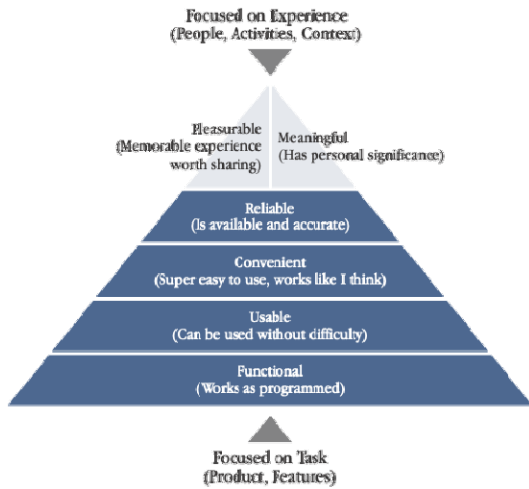 Focused on Experience
(People, Activities, Context)
Pleasurable
(Memorable experience
worth sharing)
Meaningful
(Has personal significance)
Reliable
(Is available and accurate)
Convenient
(Super easy to use, works like I think)
Usable
(Can be used without difficulty)
Functional
(Works as programmed)
Focused on Task
(Product, Features)